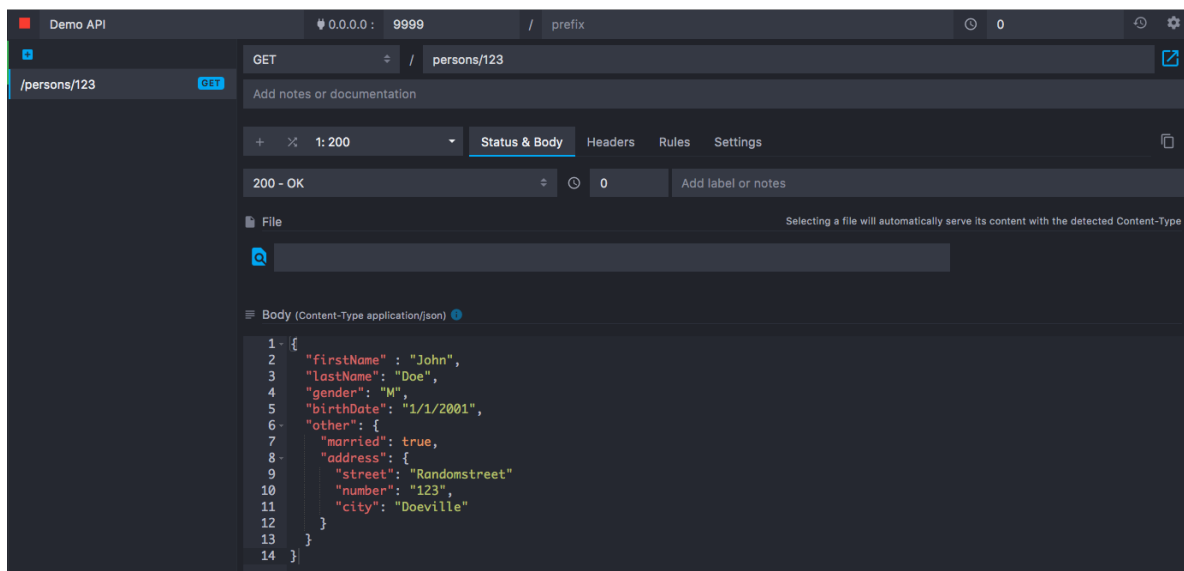 Demo API 0.0.0.0 : 9999 / prefix 0
GET / persons/123
/persons/123 GET
Add notes or documentation
1: 200 Status & Body Headers Rules Settings
200 - OK 0 Add label or notes
File Selecting a file will automatically serve its content with the detected Content-Type
Body (Content-Type application/json)
1 {
2 "firstName" : "John",
3 "lastName": "Doe",
4 "gender": "M",
5 "birthDate": "1/1/2001",
6 "other": {
7 "married": true,
8 "address": {
9 "street": "Randomstreet"
10 "number": "123",
11 "city": "Doeville"
12 }
13 }
14 }